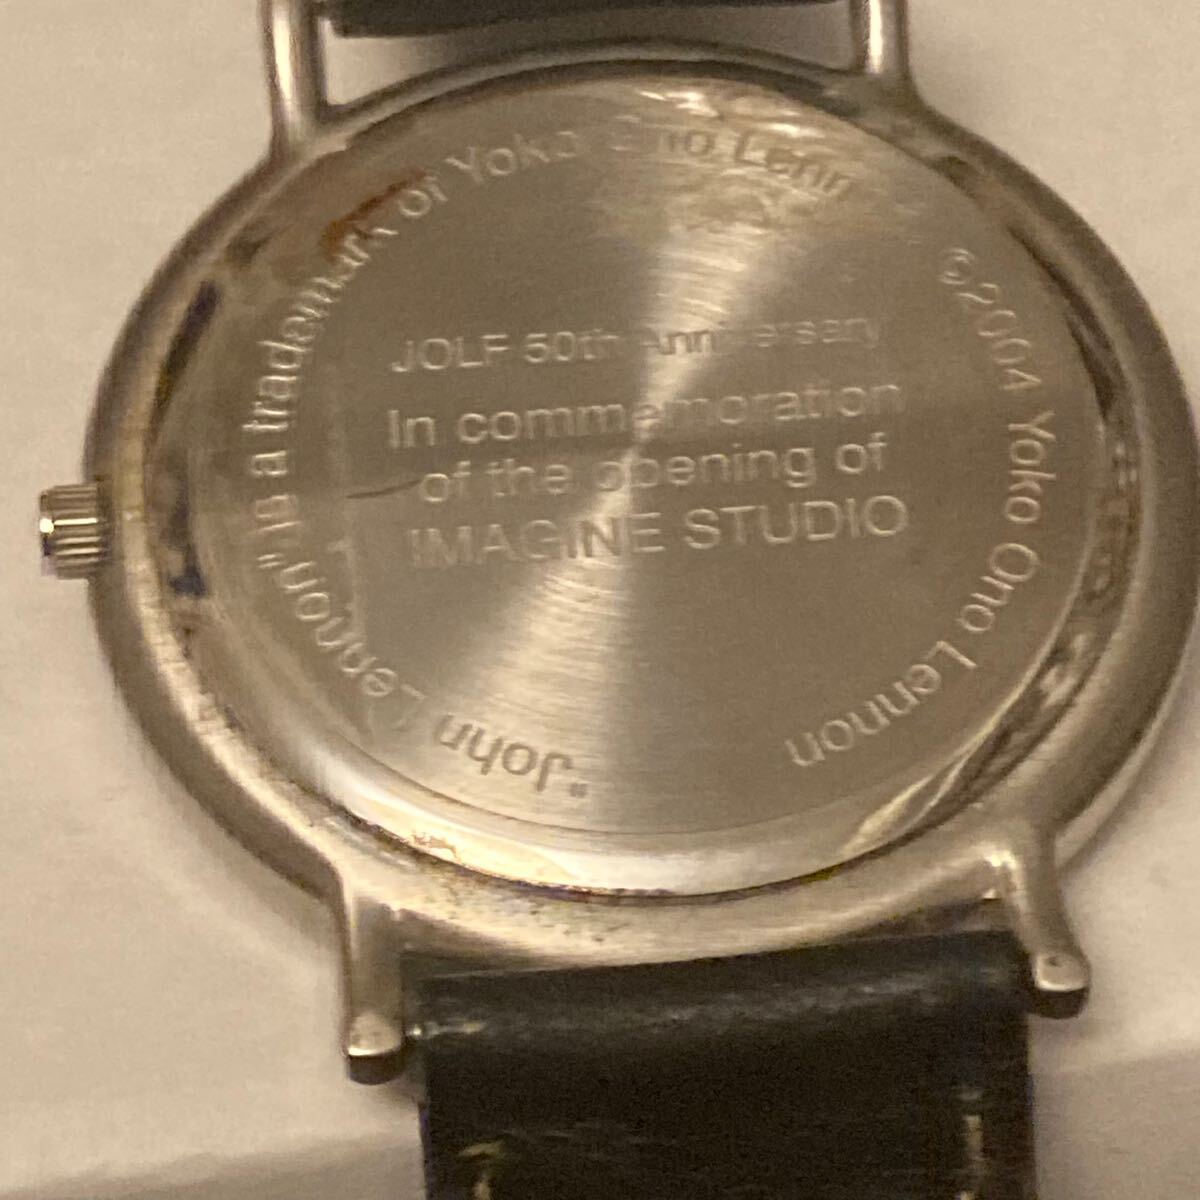 JOLF 50th Anniversary
In commemoration
of the opening of
IMAGINE STUDIO
"John Lennon" is a trademark of Yoko Ono Lenn
©2004 Yoko Ono Lennon